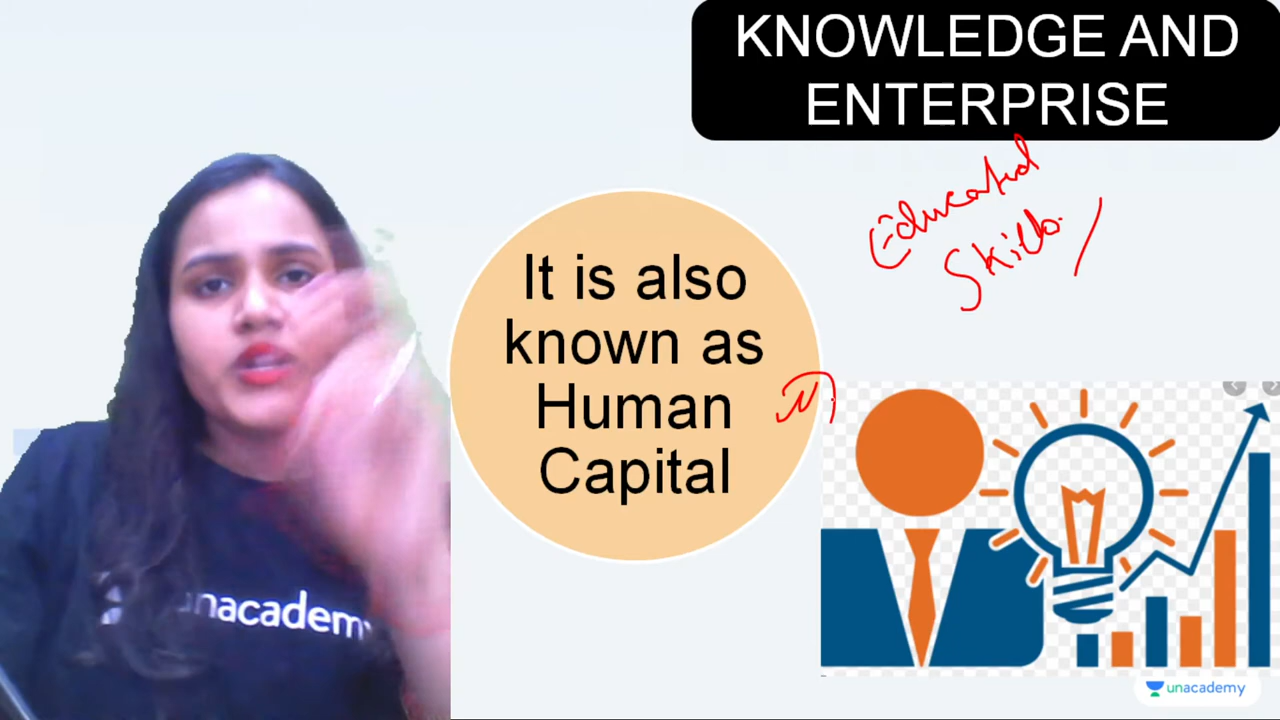 KNOWLEDGE AND
ENTERPRISE
Educated
Skills
It is also
known as
Human
Capital
unacademy
unacademy